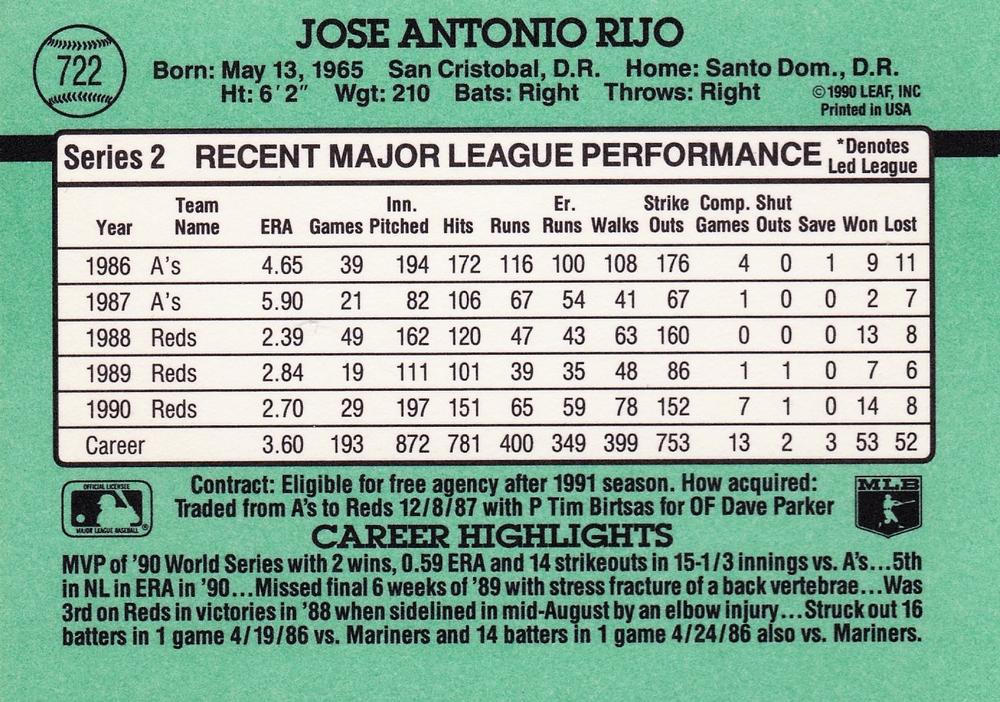 JOSE ANTONIO RIJO
722
Born: May 13, 1965 San Cristobal, D.R. Home: Santo Dom., D.R.
Ht: 6'2" Wgt: 210 Bats: Right Throws: Right
©1990 LEAF, INC
Printed in USA
Series 2 RECENT MAJOR LEAGUE PERFORMANCE *Denotes Led League
Year Team Name ERA Games Inn. Pitched Hits Runs Er. Runs Walks Strike Outs Comp. Games Shut Outs Save Won Lost
1986 A's 4.65 39 194 172 116 100 108 176 4 0 1 9 11
1987 A's 5.90 21 82 106 67 54 41 67 1 0 0 2 7
1988 Reds 2.39 49 162 120 47 43 63 160 0 0 0 13 8
1989 Reds 2.84 19 111 101 39 35 48 86 1 1 0 7 6
1990 Reds 2.70 29 197 151 65 59 78 152 7 1 0 14 8
Career 3.60 193 872 781 400 349 399 753 13 2 3 53 52
OFFICIAL LICENSEE
MAJOR LEAGUE BASEBALL®
Contract: Eligible for free agency after 1991 season. How acquired:
Traded from A's to Reds 12/8/87 with P Tim Birtsas for OF Dave Parker
MLB
CAREER HIGHLIGHTS
MVP of '90 World Series with 2 wins, 0.59 ERA and 14 strikeouts in 15-1/3 innings vs. A's...5th
in NL in ERA in '90...Missed final 6 weeks of '89 with stress fracture of a back vertebrae...Was
3rd on Reds in victories in '88 when sidelined in mid-August by an elbow injury...Struck out 16
batters in 1 game 4/19/86 vs. Mariners and 14 batters in 1 game 4/24/86 also vs. Mariners.